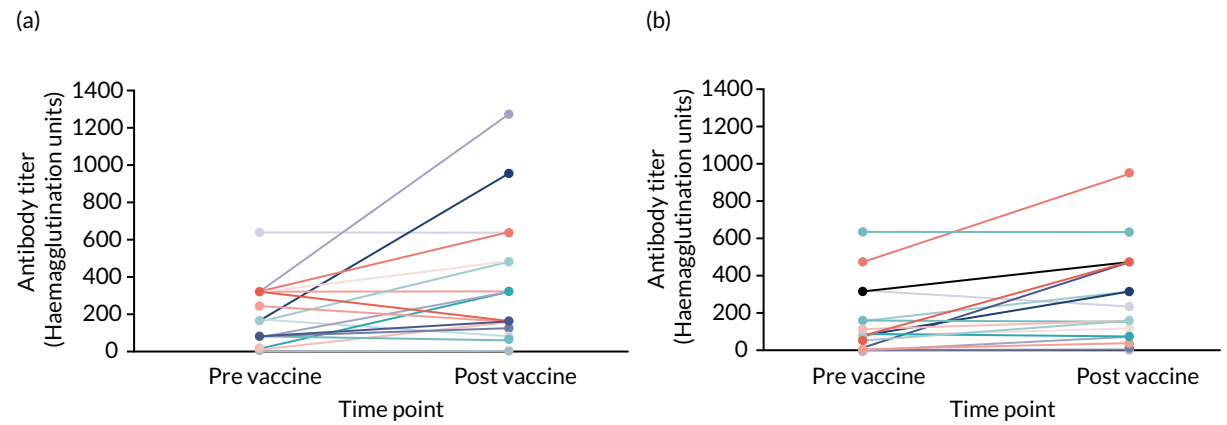 (a)
Antibody titer
(Haemagglutination units)
1400
1200
1000
800
600
400
200
0
Pre vaccine
Post vaccine
Time point
(b)
Antibody titer
(Haemagglutination units)
1400
1200
1000
800
600
400
200
0
Pre vaccine
Post vaccine
Time point